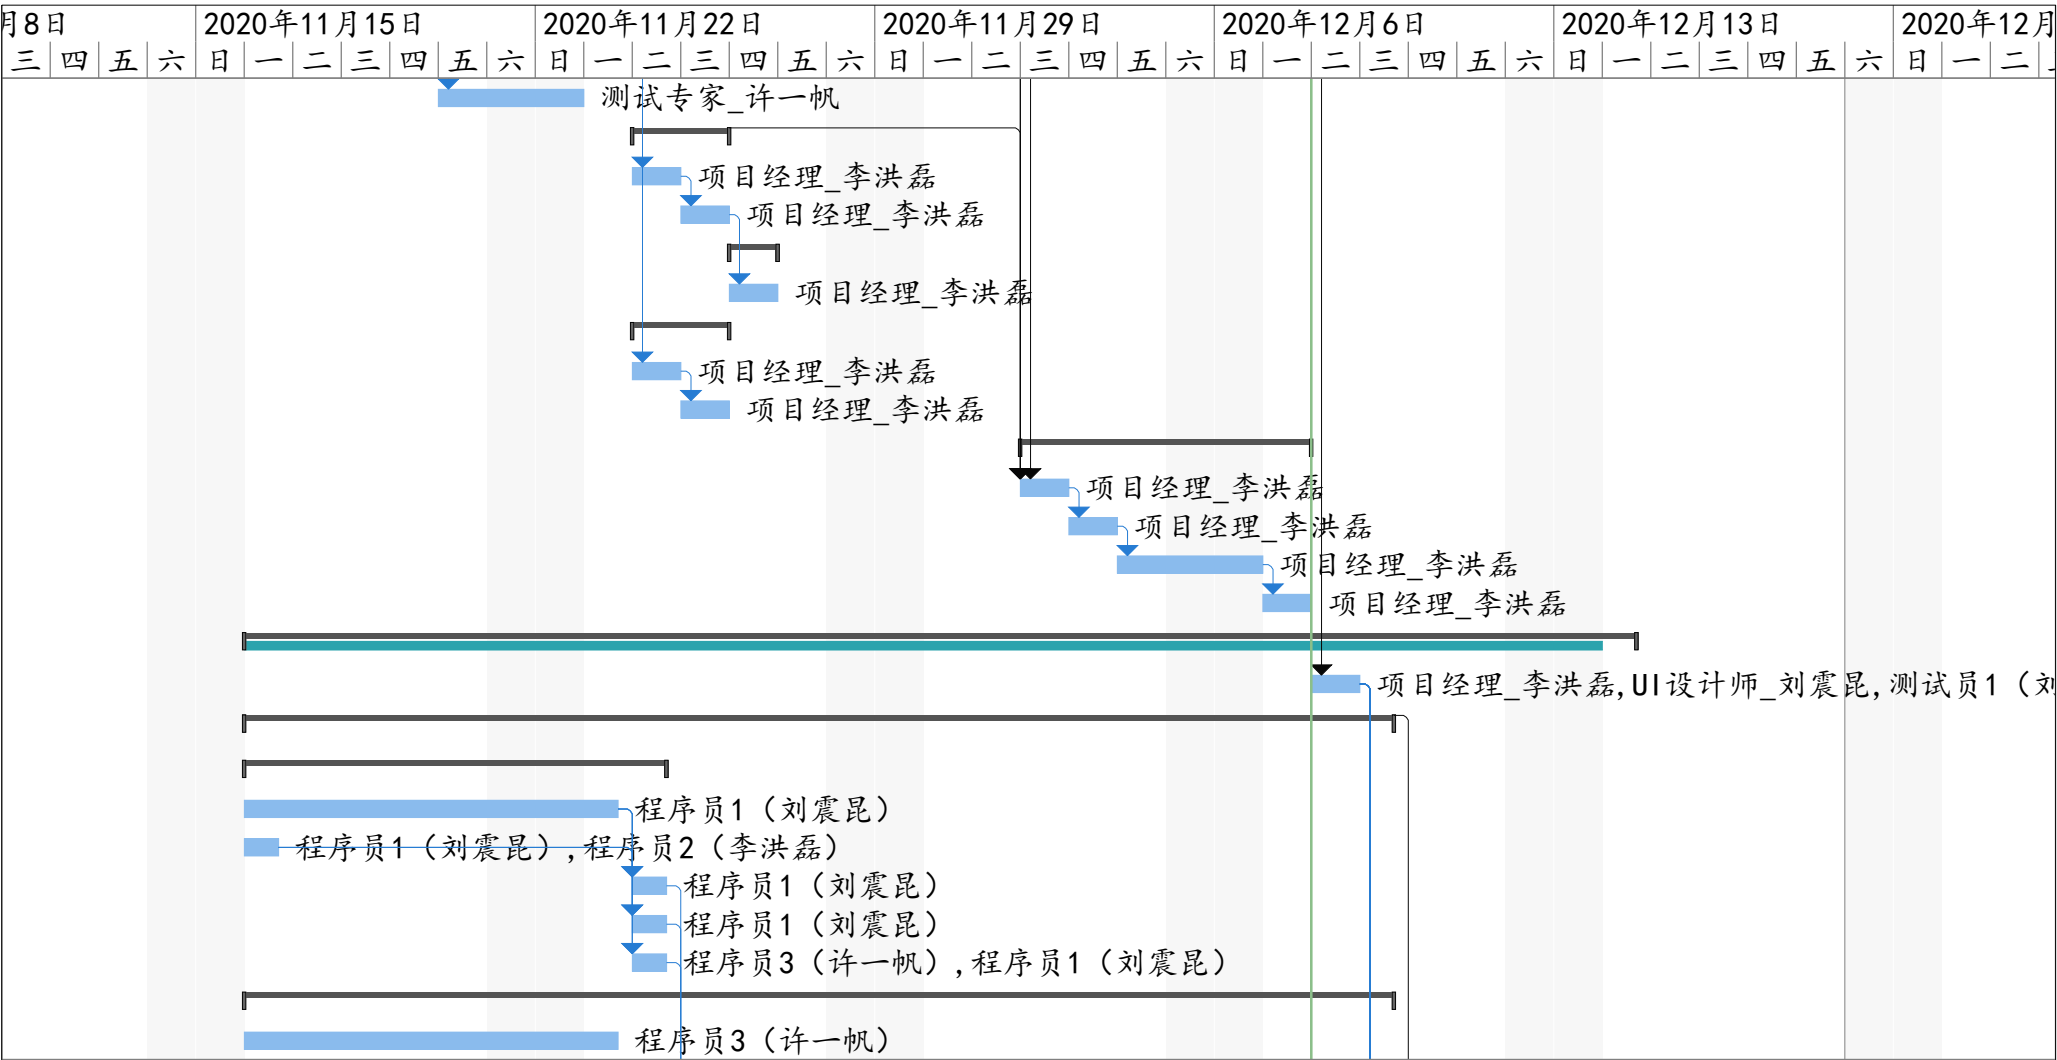 月8日 2020年11月15日 2020年11月22日 2020年11月29日 2020年12月6日 2020年12月13日 2020年12月
三 四 五 六 日 一 二 三 四 五 六 日 一 二 三 四 五 六 日 一 二 三 四 五 六 日 一 二 三 四 五 六 日 一 二 三 四 五 六 日 一 二
测试专家_许一帆
项目经理_李洪磊
项目经理_李洪磊
项目经理_李洪磊
项目经理_李洪磊
项目经理_李洪磊
项目经理_李洪磊
项目经理_李洪磊
项目经理_李洪磊
项目经理_李洪磊
项目经理_李洪磊,UI设计师_刘震昆,测试员1（刘
程序员1（刘震昆）
程序员1（刘震昆）,程序员2（李洪磊）
程序员1（刘震昆）
程序员1（刘震昆）
程序员3（许一帆）,程序员1（刘震昆）
程序员3（许一帆）